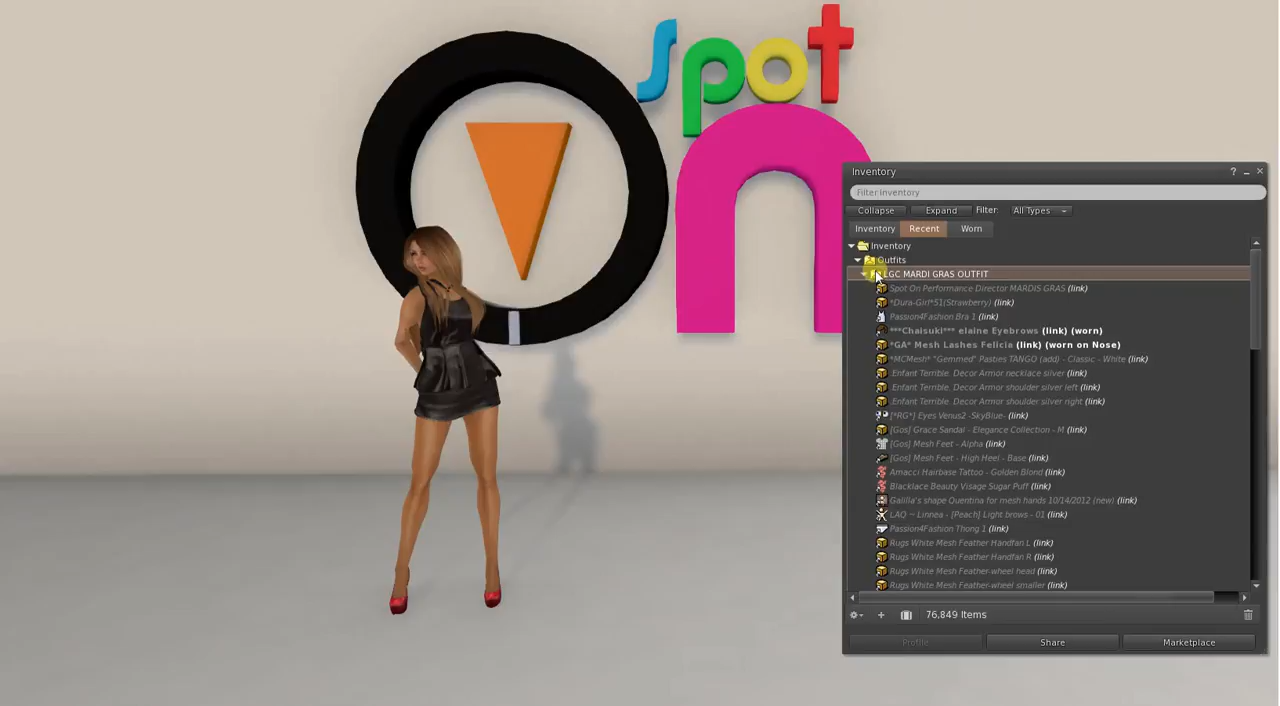 spot
On
Inventory
Filter Inventory
Collapse Expand Filter: All Types
Inventory Recent Worn
Inventory
Outfits
LGC MARDI GRAS OUTFIT
Spot On Performance Director MARDIS GRAS (link)
*Dura-Girl*51(Strawberry) (link)
Passion4Fashion Bra 1 (link)
***Chaisuki*** elaine Eyebrows (link) (worn)
*GA* Mesh Lashes Felicia (link) (worn on Nose)
*MCMesh* "Gemmed" Pasties TANGO (add) - Classic - White (link)
.Enfant Terrible. Decor Armor necklace silver (link)
.Enfant Terrible. Decor Armor shoulder silver left (link)
.Enfant Terrible. Decor Armor shoulder silver right (link)
[*RG*] Eyes Venus2 -SkyBlue- (link)
[Gos] Grace Sandal - Elegance Collection - M (link)
[Gos] Mesh Feet - Alpha (link)
[Gos] Mesh Feet - High Heel - Base (link)
Amacci Hairbase Tattoo - Golden Blond (link)
Blacklace Beauty Visage Sugar Puff (link)
Galilla's shape Quentina for mesh hands 10/14/2012 (new) (link)
LAQ ~ Linnea - [Peach] Light brows - 01 (link)
Passion4Fashion Thong 1 (link)
Rugs White Mesh Feather Handfan L (link)
Rugs White Mesh Feather Handfan R (link)
Rugs White Mesh Feather-wheel head (link)
Rugs White Mesh Feather-wheel smaller (link)
76,849 Items
Profile Share Marketplace